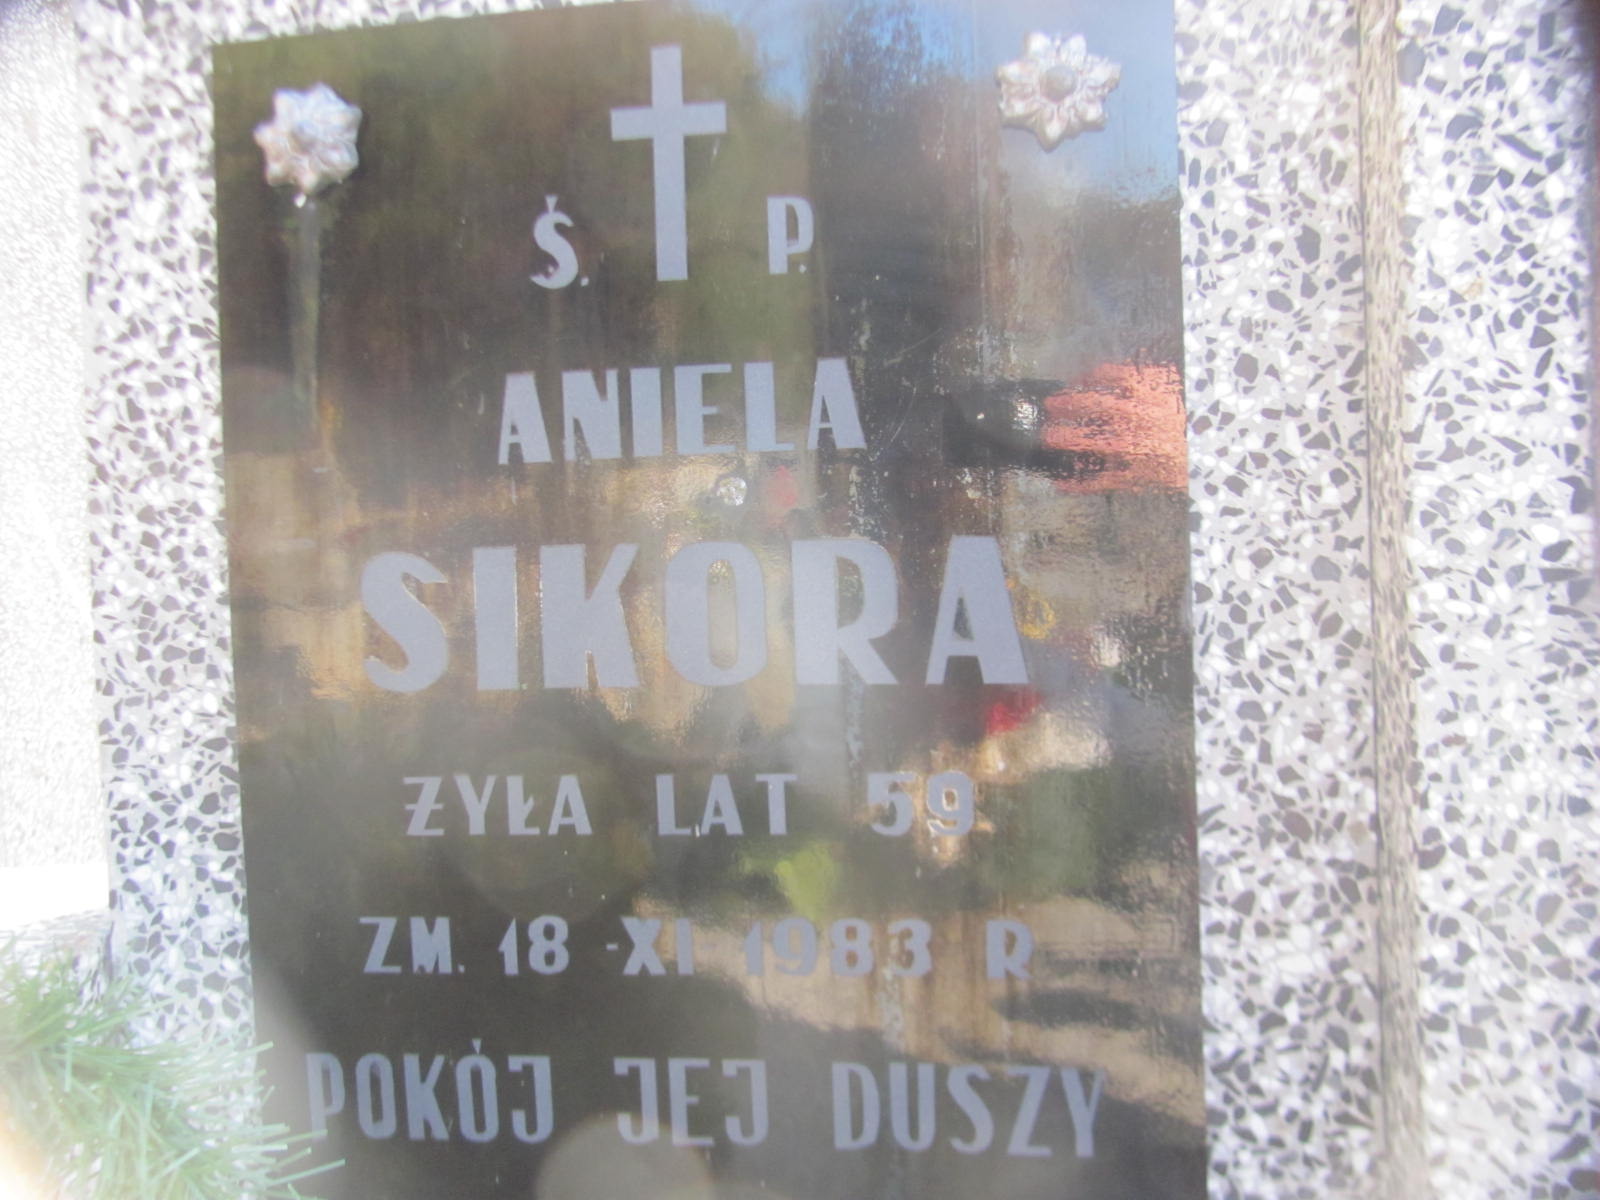 Ś. P.
ANIELA
SIKORA
ŻYŁA LAT 59
ZM. 18-XI-1983 R
POKÓJ JEJ DUSZY